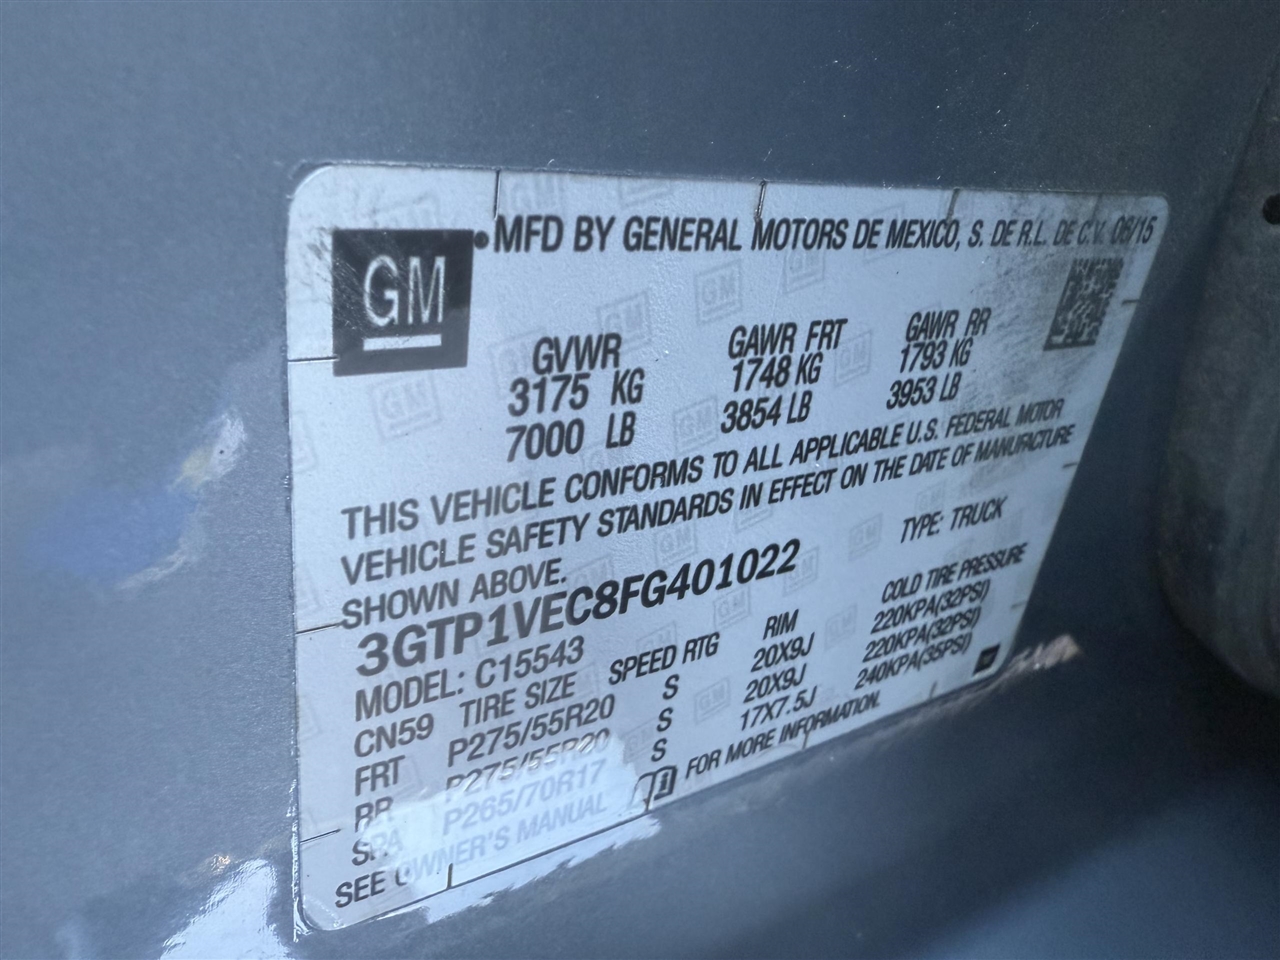 GM
MFD BY GENERAL MOTORS DE MEXICO, S. DE R.L. DE C.V. 06/15
GVWR GAWR FRT GAWR RR
3175 KG 1748 KG 1793 KG
7000 LB 3854 LB 3953 LB
THIS VEHICLE CONFORMS TO ALL APPLICABLE U.S. FEDERAL MOTOR
VEHICLE SAFETY STANDARDS IN EFFECT ON THE DATE OF MANUFACTURE
SHOWN ABOVE.
3GTP1VEC8FG401022 TYPE: TRUCK
MODEL: C15543
CN59 TIRE SIZE SPEED RTG RIM COLD TIRE PRESSURE
FRT P275/55R20 S 20X9J 220KPA(32PSI)
RR P275/55R20 S 20X9J 220KPA(32PSI)
SPA P265/70R17 S 17X7.5J 240KPA(35PSI)
SEE OWNER'S MANUAL FOR MORE INFORMATION.